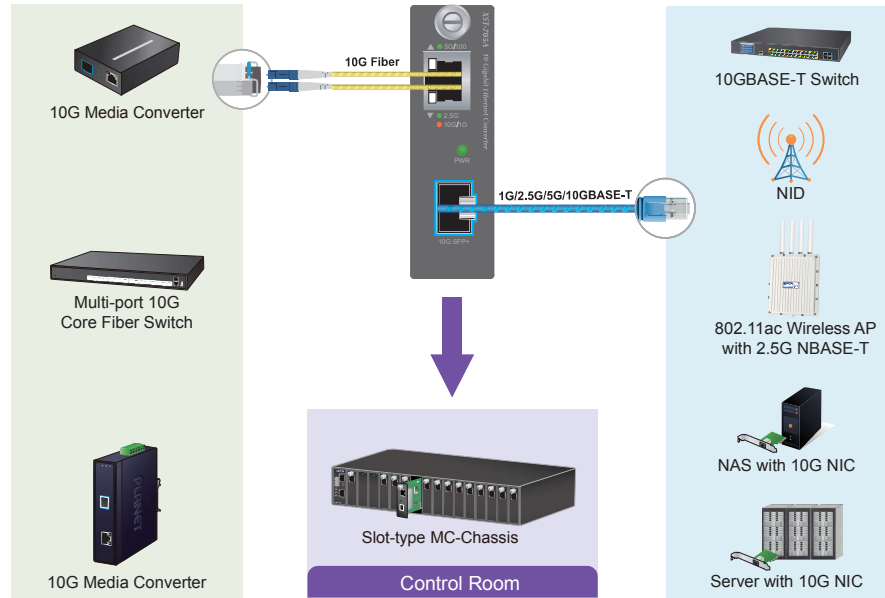 10G Media Converter
Multi-port 10G
Core Fiber Switch
PLANET
10G Media Converter
10G Fiber
XST-705A 10 Gigabit Ethernet Converter
5G/100
2.5G
10G/1G
PWR
1G/2.5G/5G/10GBASE-T
10G SFP+
Slot-type MC-Chassis
Control Room
10GBASE-T Switch
NID
802.11ac Wireless AP
with 2.5G NBASE-T
NAS with 10G NIC
Server with 10G NIC